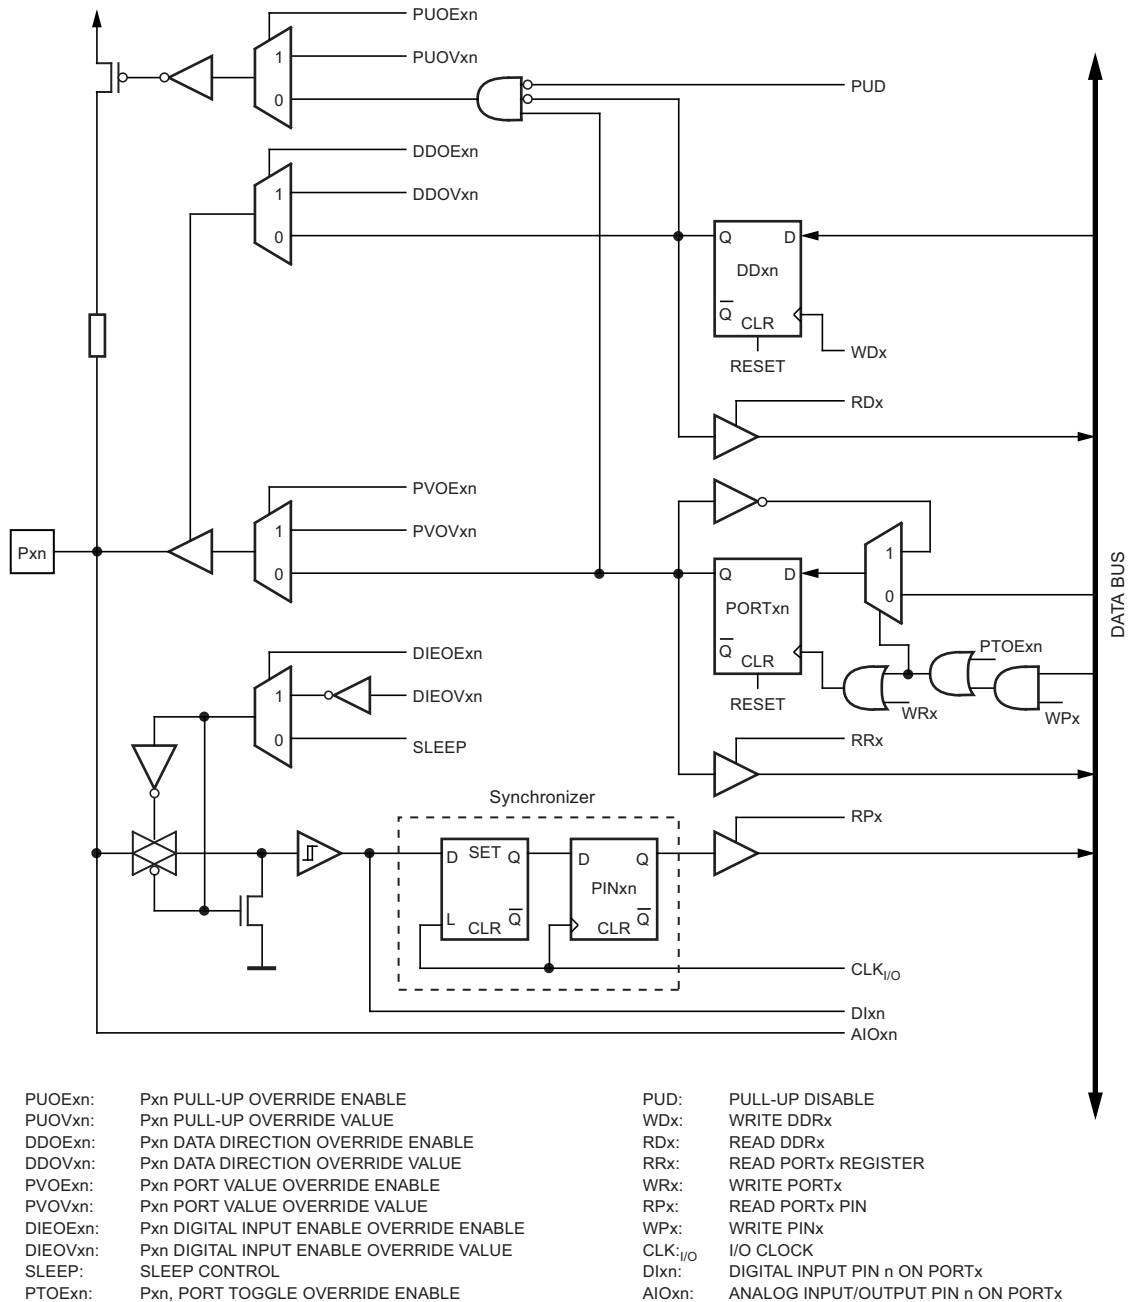 PUOExn
PUOVxn
1
0
PUD
DDOExn
DDOVxn
1
0
Q D
DDxn
Q
CLR
RESET
WDx
RDx
PVOExn
PVOVxn
1
0
Pxn
Q D
PORTxn
Q
CLR
RESET
1
0
PTOExn
WRx
WPx
DATA BUS
DIEOExn
DIEOVxn
SLEEP
1
0
RRx
Synchronizer
RPx
D SET Q
L CLR Q
D Q
PINxn
CLR Q
CLKI/O
DIxn
AIOxn
PUOExn: Pxn PULL-UP OVERRIDE ENABLE
PUOVxn: Pxn PULL-UP OVERRIDE VALUE
DDOExn: Pxn DATA DIRECTION OVERRIDE ENABLE
DDOVxn: Pxn DATA DIRECTION OVERRIDE VALUE
PVOExn: Pxn PORT VALUE OVERRIDE ENABLE
PVOVxn: Pxn PORT VALUE OVERRIDE VALUE
DIEOExn: Pxn DIGITAL INPUT ENABLE OVERRIDE ENABLE
DIEOVxn: Pxn DIGITAL INPUT ENABLE OVERRIDE VALUE
SLEEP: SLEEP CONTROL
PTOExn: Pxn, PORT TOGGLE OVERRIDE ENABLE
PUD: PULL-UP DISABLE
WDx: WRITE DDRx
RDx: READ DDRx
RRx: READ PORTx REGISTER
WRx: WRITE PORTx
RPx: READ PORTx PIN
WPx: WRITE PINx
CLK:I/O I/O CLOCK
DIxn: DIGITAL INPUT PIN n ON PORTx
AIOxn: ANALOG INPUT/OUTPUT PIN n ON PORTx